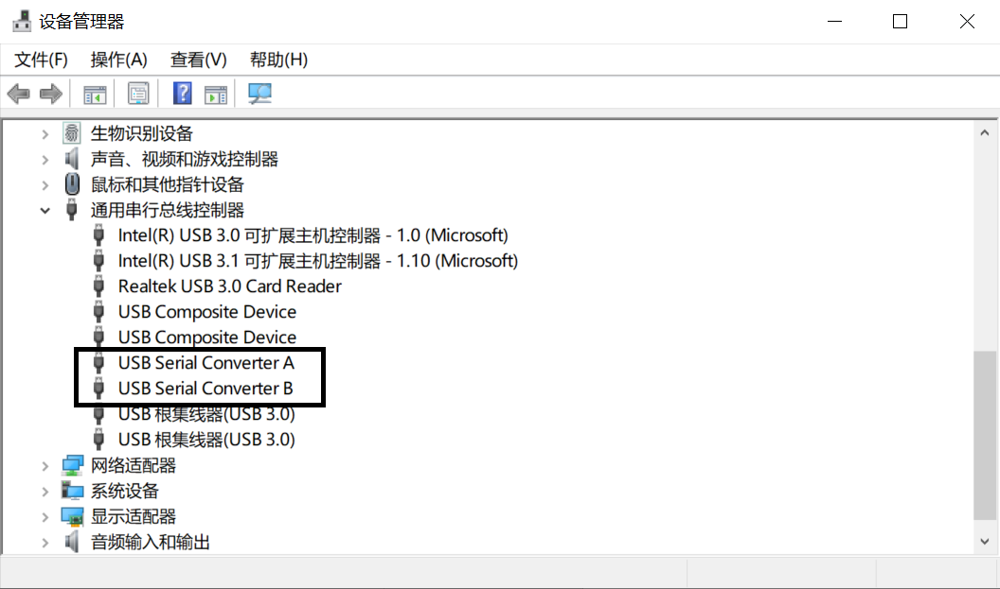 设备管理器
文件(F) 操作(A) 查看(V) 帮助(H)
生物识别设备
声音、视频和游戏控制器
鼠标和其他指针设备
通用串行总线控制器
Intel(R) USB 3.0 可扩展主机控制器 - 1.0 (Microsoft)
Intel(R) USB 3.1 可扩展主机控制器 - 1.10 (Microsoft)
Realtek USB 3.0 Card Reader
USB Composite Device
USB Composite Device
USB Serial Converter A
USB Serial Converter B
USB 根集线器(USB 3.0)
USB 根集线器(USB 3.0)
网络适配器
系统设备
显示适配器
音频输入和输出